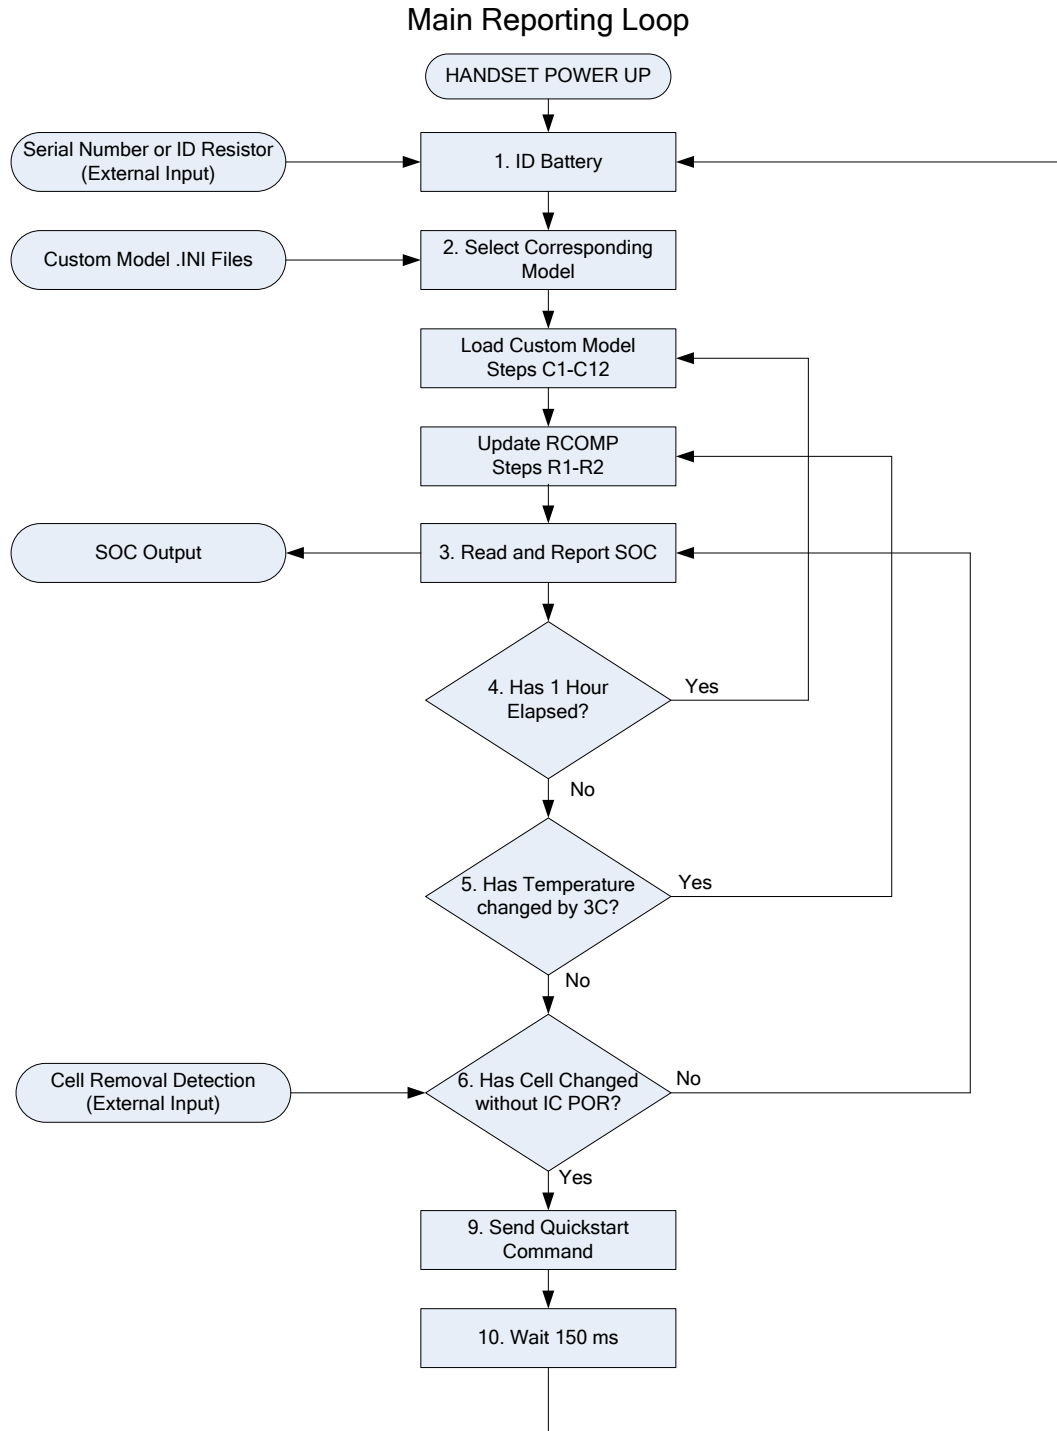 Main Reporting Loop
HANDSET POWER UP
Serial Number or ID Resistor
(External Input)
1. ID Battery
Custom Model .INI Files
2. Select Corresponding
Model
Load Custom Model
Steps C1-C12
Update RCOMP
Steps R1-R2
SOC Output
3. Read and Report SOC
4. Has 1 Hour
Elapsed?
Yes
No
5. Has Temperature
changed by 3C?
Yes
No
Cell Removal Detection
(External Input)
6. Has Cell Changed
without IC POR?
No
Yes
9. Send Quickstart
Command
10. Wait 150 ms